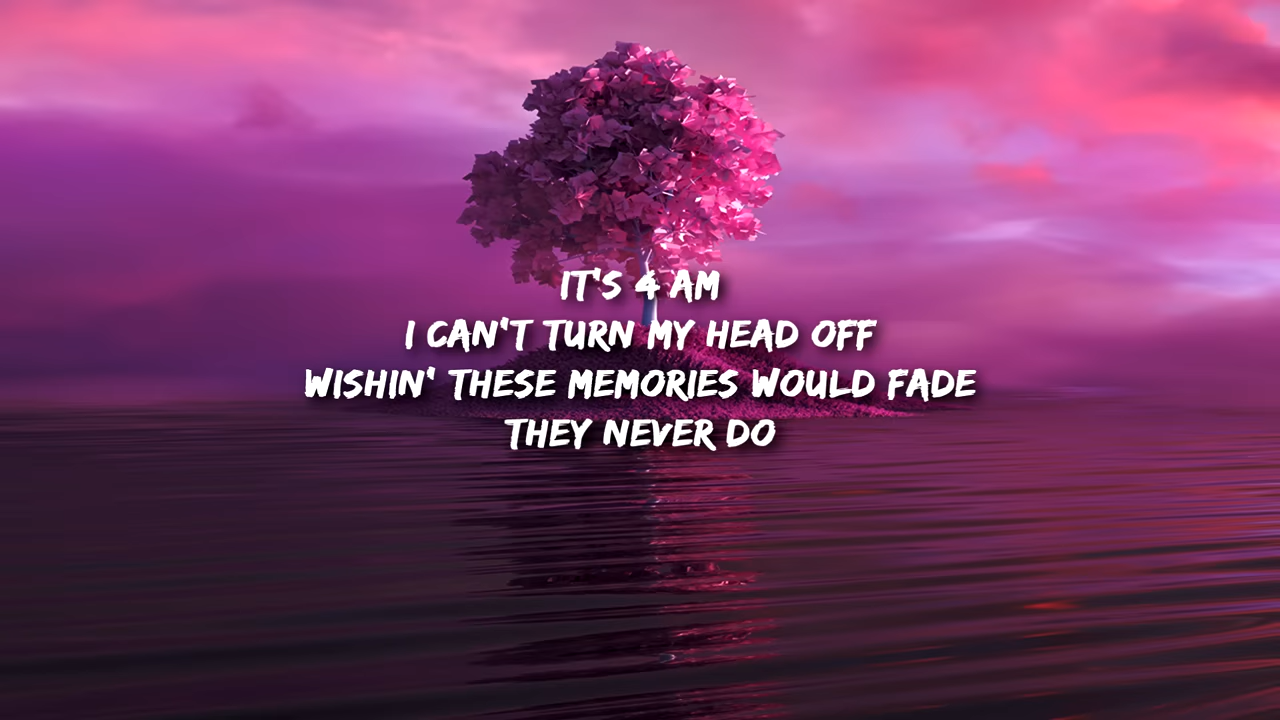 IT'S 4 AM
I CAN'T TURN MY HEAD OFF
WISHIN' THESE MEMORIES WOULD FADE
THEY NEVER DO